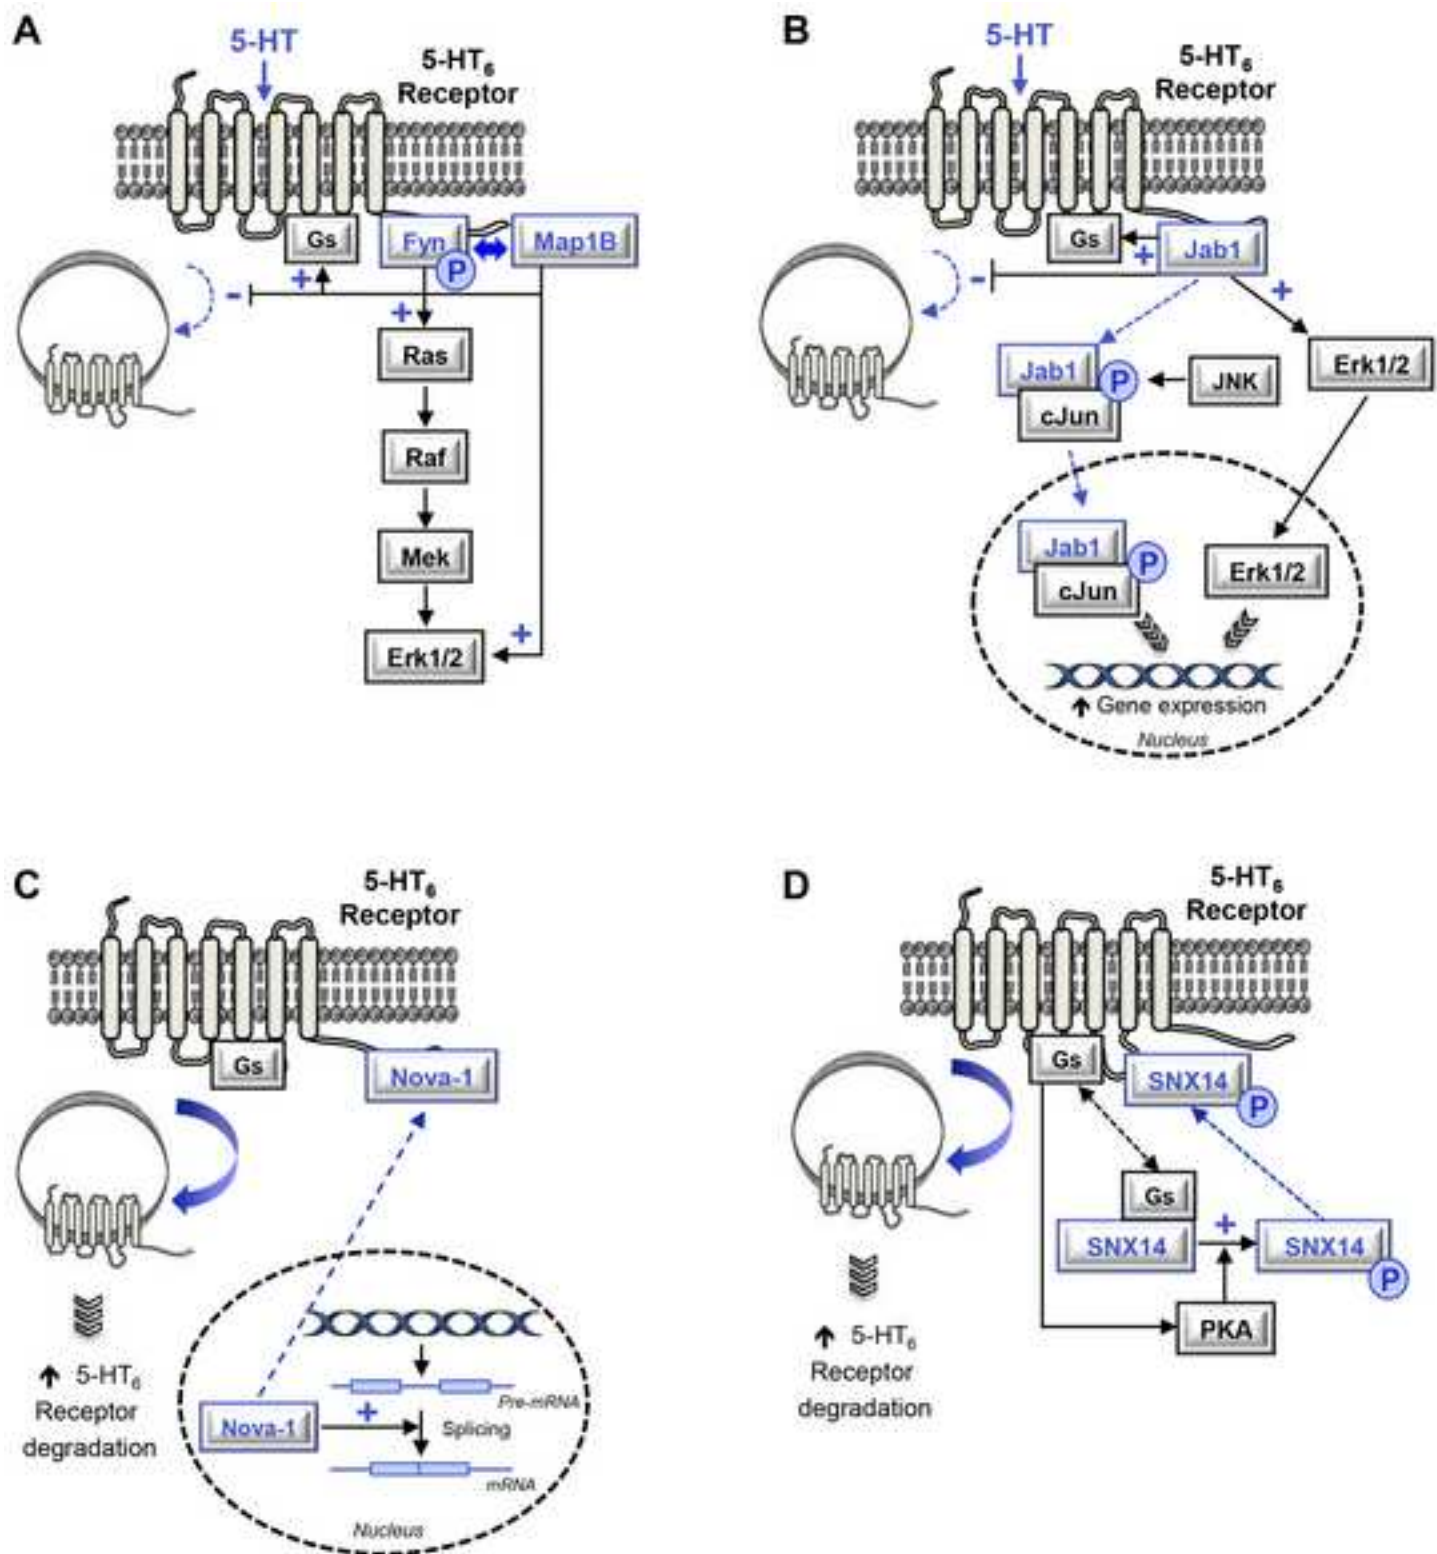 A
5-HT
5-HT6
Receptor
Gs
Fyn
P
Map1B
+
-
+
Ras
Raf
Mek
+
Erk1/2
B
5-HT
5-HT6
Receptor
Gs
+
Jab1
-
+
Jab1
P
cJun
JNK
Erk1/2
Jab1
P
cJun
Erk1/2
Gene expression
Nucleus
C
5-HT6
Receptor
Gs
Nova-1
5-HT6
Receptor
degradation
Pre-mRNA
Nova-1
+
Splicing
mRNA
Nucleus
D
5-HT6
Receptor
Gs
SNX14
P
Gs
SNX14
+
SNX14
P
PKA
5-HT6
Receptor
degradation